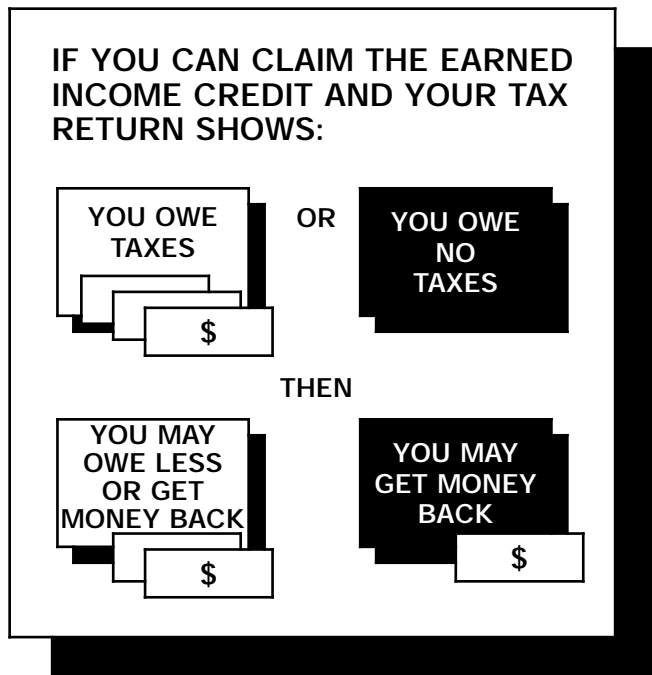 IF YOU CAN CLAIM THE EARNED
INCOME CREDIT AND YOUR TAX
RETURN SHOWS:
YOU OWE
TAXES
$
OR
YOU OWE
NO
TAXES
THEN
YOU MAY
OWE LESS
OR GET
MONEY BACK
$
YOU MAY
GET MONEY
BACK
$